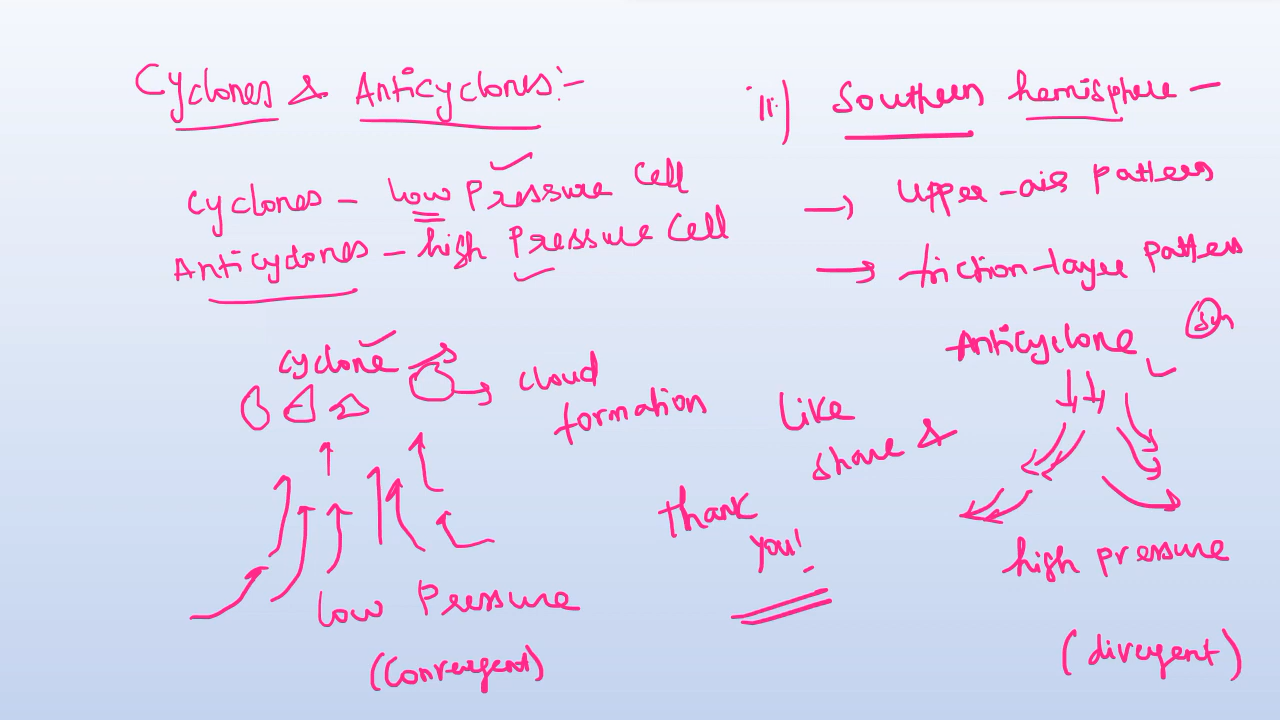 Cyclones & Anticyclones:-
Cyclones - low Pressure cell
Anticyclones - high Pressure Cell
cyclone
cloud
formation
low Pressure
(Convergent)
ii) Southern hemisphere -
→ Upper-air pattern
→ friction-layer pattern
Anticyclone
high pressure
(divergent)
Like
share &
thank
you!